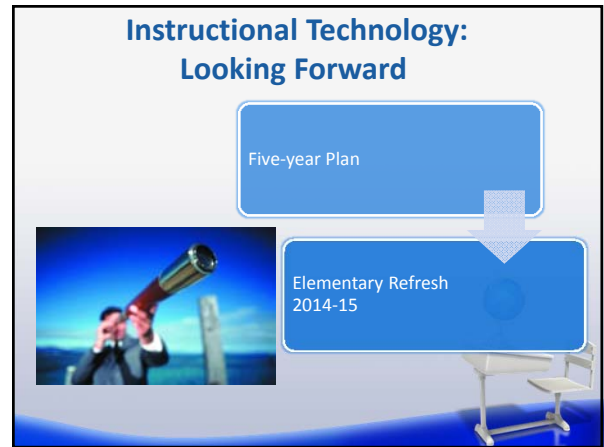 Instructional Technology:
Looking Forward
Five-year Plan
Elementary Refresh
2014-15